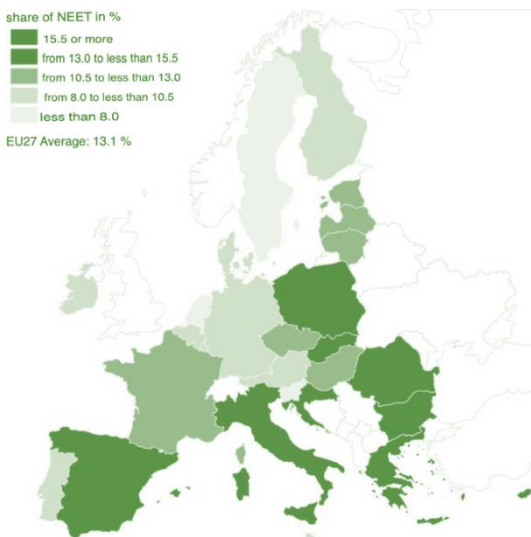 share of NEET in %
15.5 or more
from 13.0 to less than 15.5
from 10.5 to less than 13.0
from 8.0 to less than 10.5
less than 8.0
EU27 Average: 13.1 %